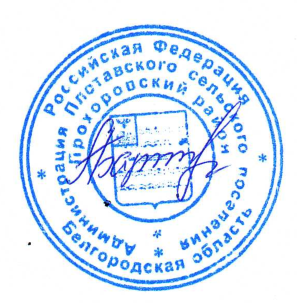 Российская Федерация
Белгородская область
Администрация Плотавского сельского поселения
Прохоровский район